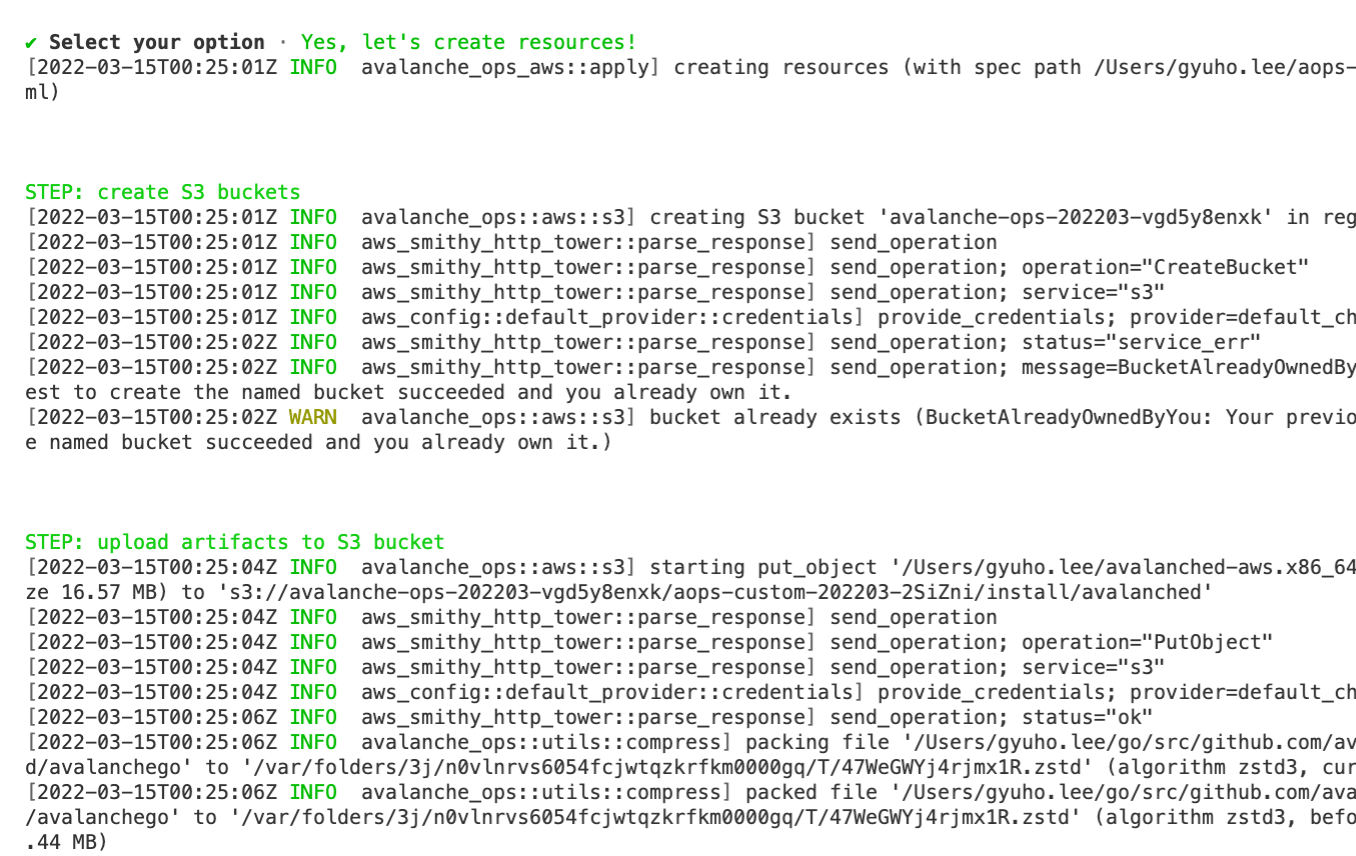 ✔ Select your option · Yes, let's create resources!
[2022-03-15T00:25:01Z INFO  avalanche_ops_aws::apply] creating resources (with spec path /Users/gyuho.lee/aops-
ml)
STEP: create S3 buckets
[2022-03-15T00:25:01Z INFO  avalanche_ops::aws::s3] creating S3 bucket 'avalanche-ops-202203-vgd5y8enxk' in reg
[2022-03-15T00:25:01Z INFO  aws_smithy_http_tower::parse_response] send_operation
[2022-03-15T00:25:01Z INFO  aws_smithy_http_tower::parse_response] send_operation; operation="CreateBucket"
[2022-03-15T00:25:01Z INFO  aws_smithy_http_tower::parse_response] send_operation; service="s3"
[2022-03-15T00:25:01Z INFO  aws_config::default_provider::credentials] provide_credentials; provider=default_ch
[2022-03-15T00:25:02Z INFO  aws_smithy_http_tower::parse_response] send_operation; status="service_err"
[2022-03-15T00:25:02Z INFO  aws_smithy_http_tower::parse_response] send_operation; message=BucketAlreadyOwnedBy
est to create the named bucket succeeded and you already own it.
[2022-03-15T00:25:02Z WARN  avalanche_ops::aws::s3] bucket already exists (BucketAlreadyOwnedByYou: Your previo
e named bucket succeeded and you already own it.)
STEP: upload artifacts to S3 bucket
[2022-03-15T00:25:04Z INFO  avalanche_ops::aws::s3] starting put_object '/Users/gyuho.lee/avalanched-aws.x86_64
ze 16.57 MB) to 's3://avalanche-ops-202203-vgd5y8enxk/aops-custom-202203-2SiZni/install/avalanched'
[2022-03-15T00:25:04Z INFO  aws_smithy_http_tower::parse_response] send_operation
[2022-03-15T00:25:04Z INFO  aws_smithy_http_tower::parse_response] send_operation; operation="PutObject"
[2022-03-15T00:25:04Z INFO  aws_smithy_http_tower::parse_response] send_operation; service="s3"
[2022-03-15T00:25:04Z INFO  aws_config::default_provider::credentials] provide_credentials; provider=default_ch
[2022-03-15T00:25:06Z INFO  aws_smithy_http_tower::parse_response] send_operation; status="ok"
[2022-03-15T00:25:06Z INFO  avalanche_ops::utils::compress] packing file '/Users/gyuho.lee/go/src/github.com/av
d/avalanchego' to '/var/folders/3j/n0vlnrvs6054fcjwtqzkrfkm0000gq/T/47WeGWYj4rjmx1R.zstd' (algorithm zstd3, cur
[2022-03-15T00:25:06Z INFO  avalanche_ops::utils::compress] packed file '/Users/gyuho.lee/go/src/github.com/ava
/avalanchego' to '/var/folders/3j/n0vlnrvs6054fcjwtqzkrfkm0000gq/T/47WeGWYj4rjmx1R.zstd' (algorithm zstd3, befo
.44 MB)